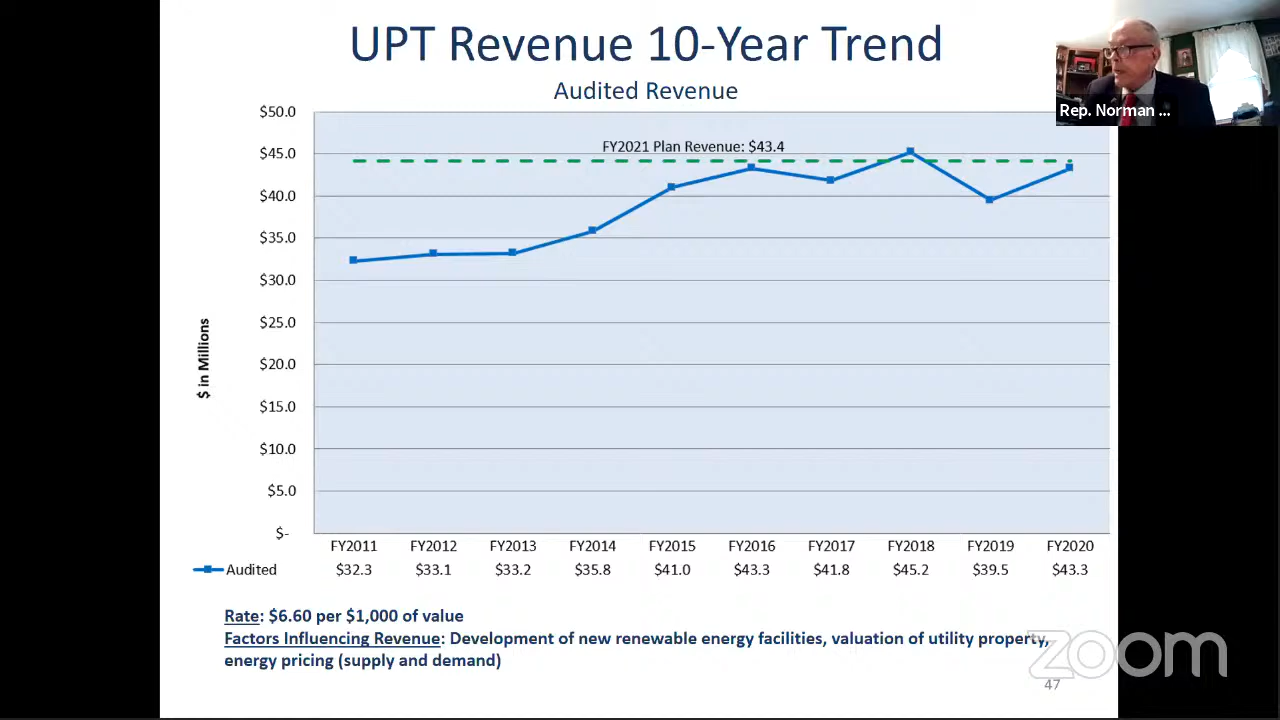 UPT Revenue 10-Year Trend
Audited Revenue
Rep. Norman ...
$50.0
FY2021 Plan Revenue: $43.4
$45.0
$40.0
$35.0
$30.0
$25.0
$20.0
$15.0
$10.0
$5.0
$-
$ in Millions
FY2011 FY2012 FY2013 FY2014 FY2015 FY2016 FY2017 FY2018 FY2019 FY2020
Audited $32.3 $33.1 $33.2 $35.8 $41.0 $43.3 $41.8 $45.2 $39.5 $43.3
Rate: $6.60 per $1,000 of value
Factors Influencing Revenue: Development of new renewable energy facilities, valuation of utility property,
energy pricing (supply and demand)
zoom
47